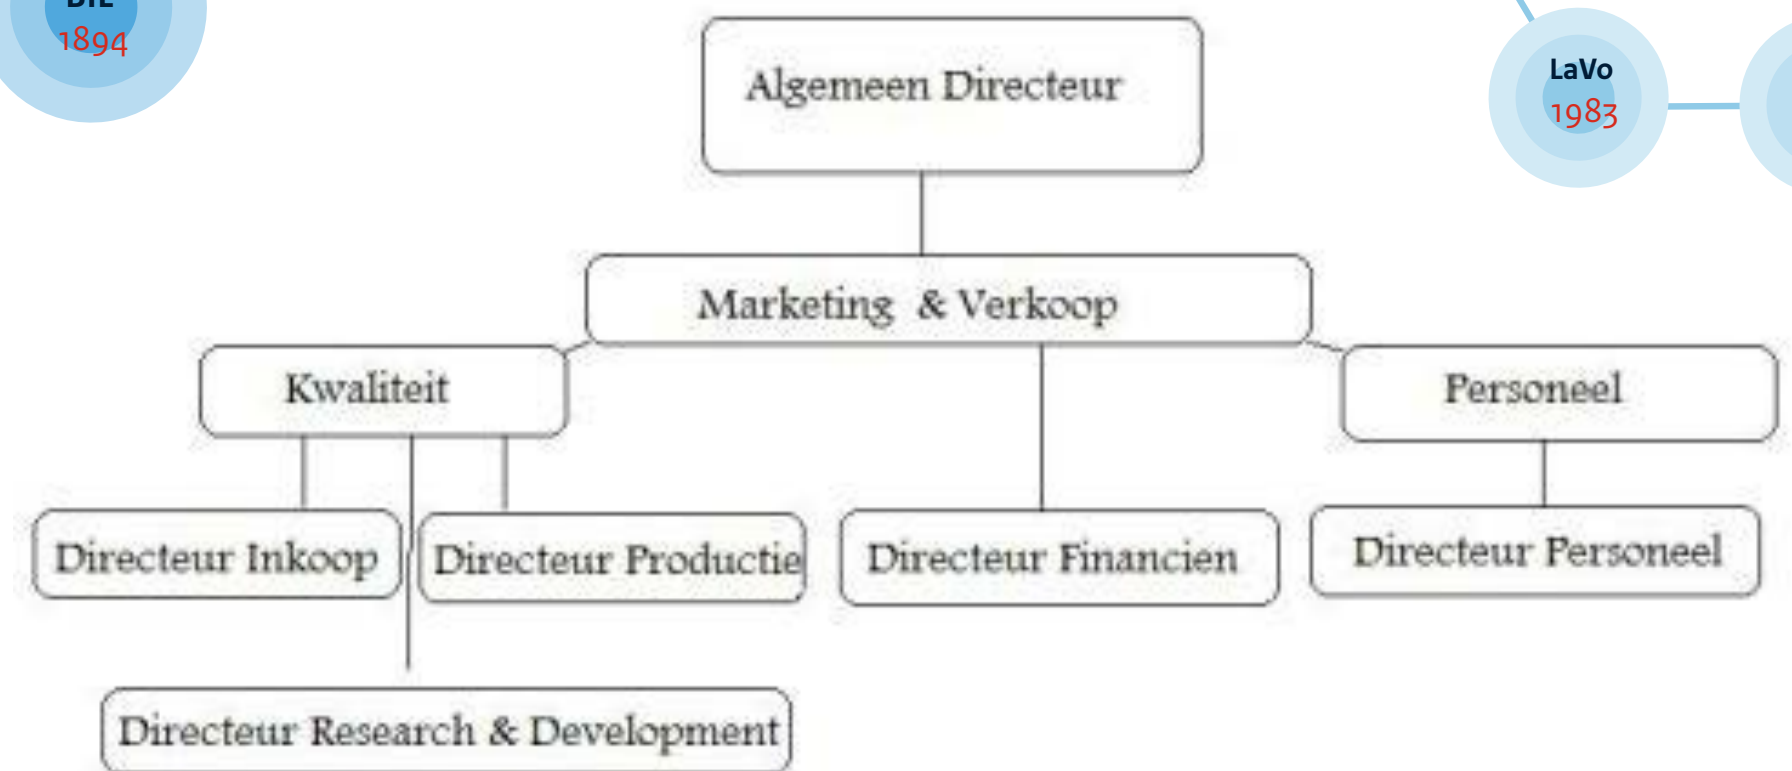 1894
Algemeen Directeur
LaVo
1983
Marketing & Verkoop
Kwaliteit
Personeel
Directeur Inkoop
Directeur Productie
Directeur Financien
Directeur Personeel
Directeur Research & Development